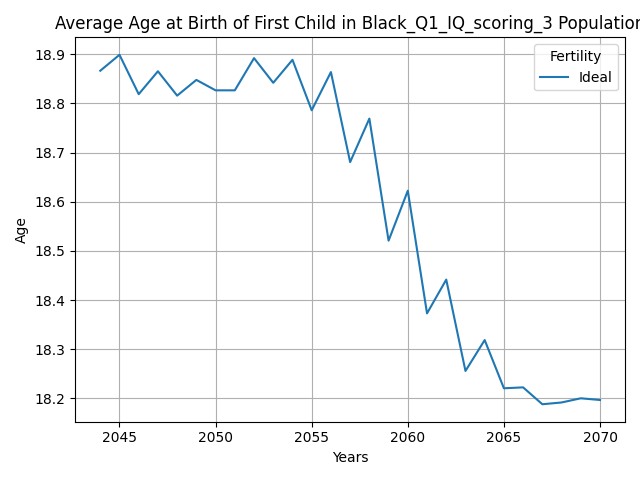 Average Age at Birth of First Child in Black_Q1_IQ_scoring_3 Population
Fertility
Ideal
Age
18.9
18.8
18.7
18.6
18.5
18.4
18.3
18.2
2045 2050 2055 2060 2065 2070
Years